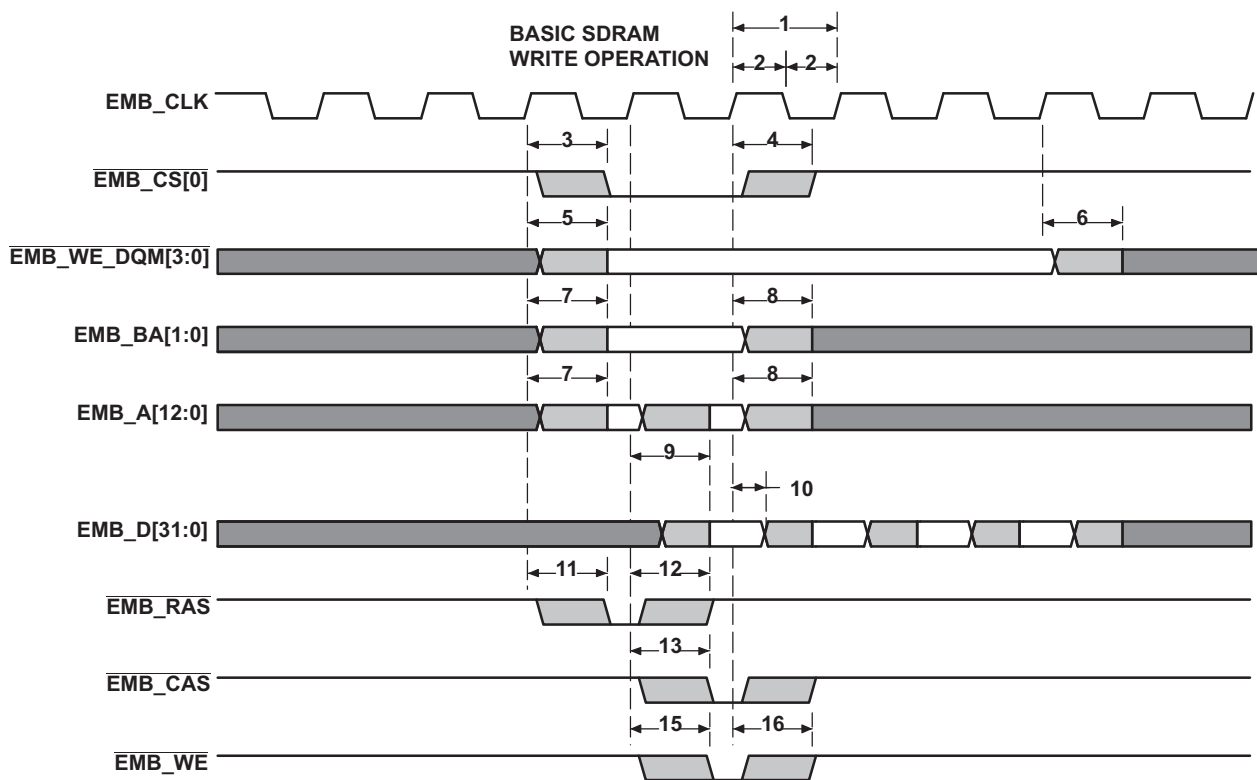 BASIC SDRAM
WRITE OPERATION
1
2 2
EMB_CLK
3 4
EMB_CS[0]
5 6
EMB_WE_DQM[3:0]
7 8
EMB_BA[1:0]
7 8
EMB_A[12:0]
9
10
EMB_D[31:0]
11 12
EMB_RAS
13
EMB_CAS
15 16
EMB_WE